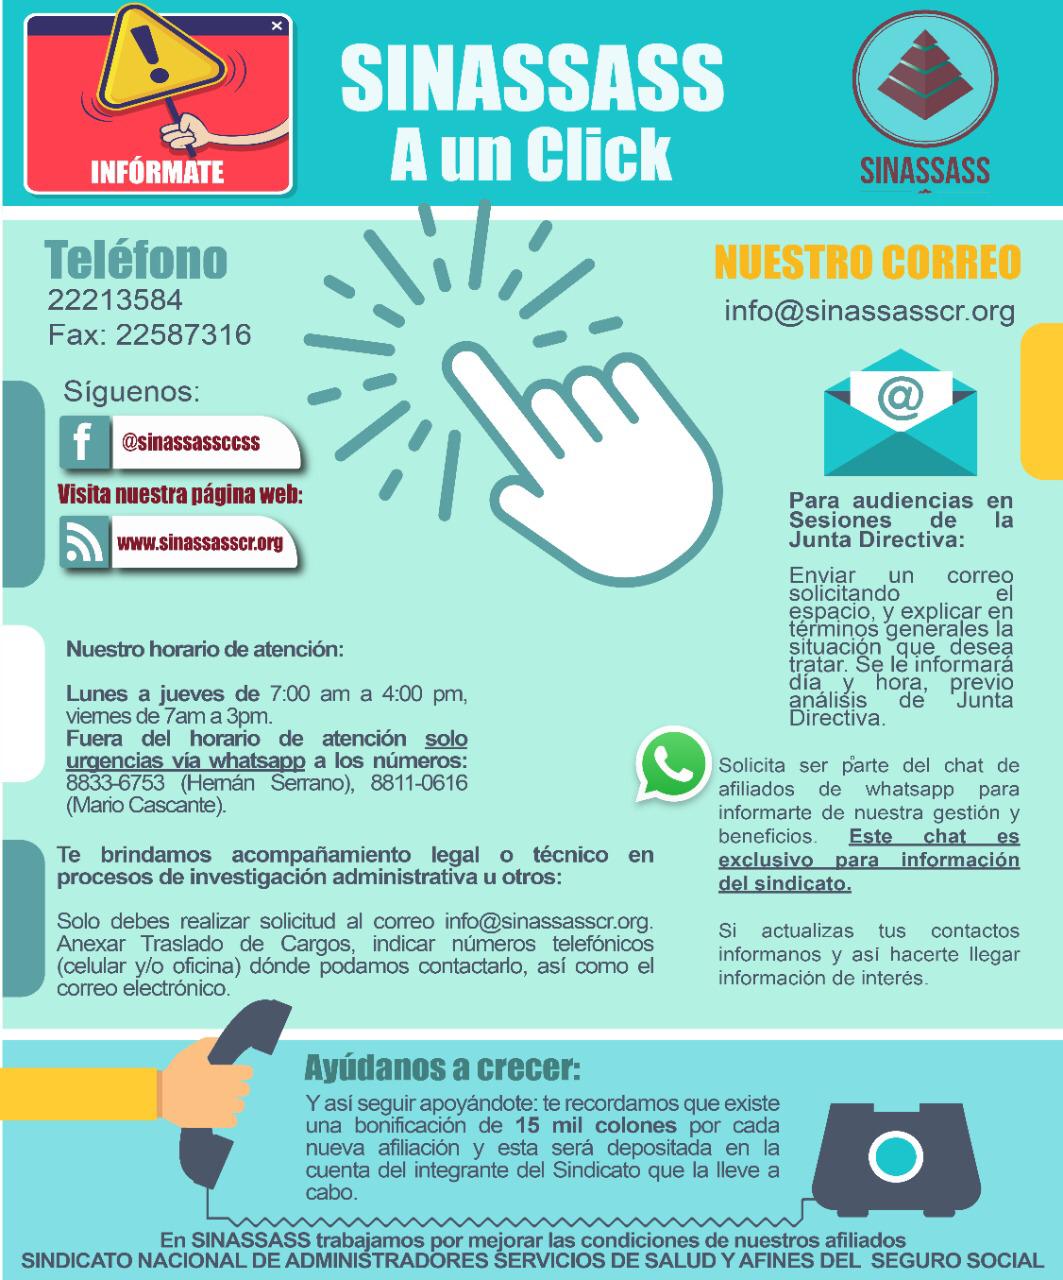 INFÓRMATE
SINASSASS
A un Click
SINASSASS
Teléfono
22213584
Fax: 22587316
Síguenos:
f @sinassassccss
Visita nuestra página web:
www.sinassasscr.org
NUESTRO CORREO
info@sinassasscr.org
@
Para audiencias en
Sesiones de la
Junta Directiva:
Enviar un correo
solicitando el
espacio, y explicar en
términos generales la
situación que desea
tratar. Se le informará
día y hora, previo
análisis de Junta
Directiva.
Nuestro horario de atención:
Lunes a jueves de 7:00 am a 4:00 pm,
viernes de 7am a 3pm.
Fuera del horario de atención solo
urgencias vía whatsapp a los números:
8833-6753 (Hernán Serrano), 8811-0616
(Mario Cascante).
Solicita ser parte del chat de
afiliados de whatsapp para
informarte de nuestra gestión y
beneficios. Este chat es
exclusivo para información
del sindicato.
Si actualizas tus contactos
informanos y así hacerte llegar
información de interés.
Te brindamos acompañamiento legal o técnico en
procesos de investigación administrativa u otros:
Solo debes realizar solicitud al correo info@sinassasscr.org.
Anexar Traslado de Cargos, indicar números telefónicos
(celular y/o oficina) dónde podamos contactarlo, así como el
correo electrónico.
Ayúdanos a crecer:
Y así seguir apoyándote: te recordamos que existe
una bonificación de 15 mil colones por cada
nueva afiliación y esta será depositada en la
cuenta del integrante del Sindicato que la lleve a
cabo.
En SINASSASS trabajamos por mejorar las condiciones de nuestros afiliados
SINDICATO NACIONAL DE ADMINISTRADORES SERVICIOS DE SALUD Y AFINES DEL SEGURO SOCIAL